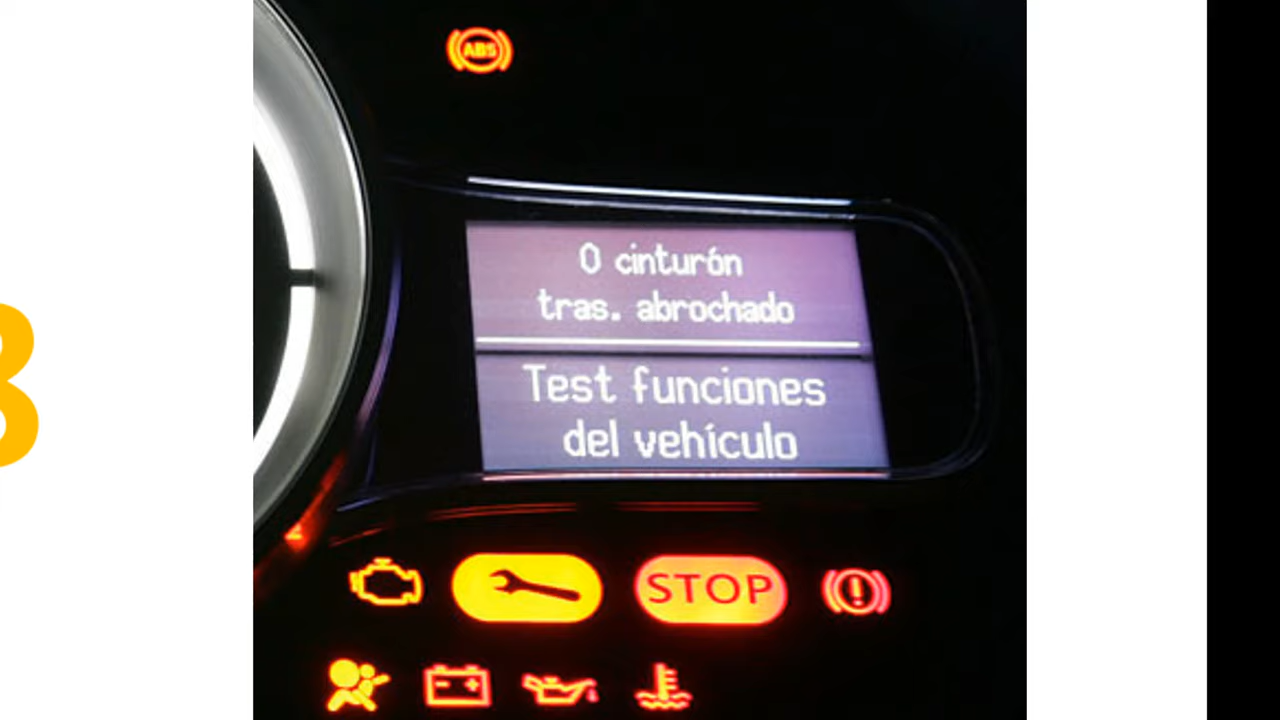 ABS
0 cinturón
tras. abrochado
Test funciones
del vehículo
STOP